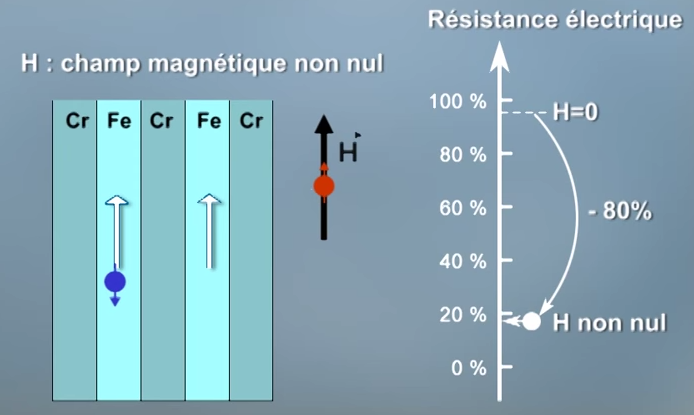 Résistance électrique
H : champ magnétique non nul
Cr Fe Cr Fe Cr
H
100 %
80 %
60 %
40 %
20 %
0 %
H=0
- 80%
H non nul